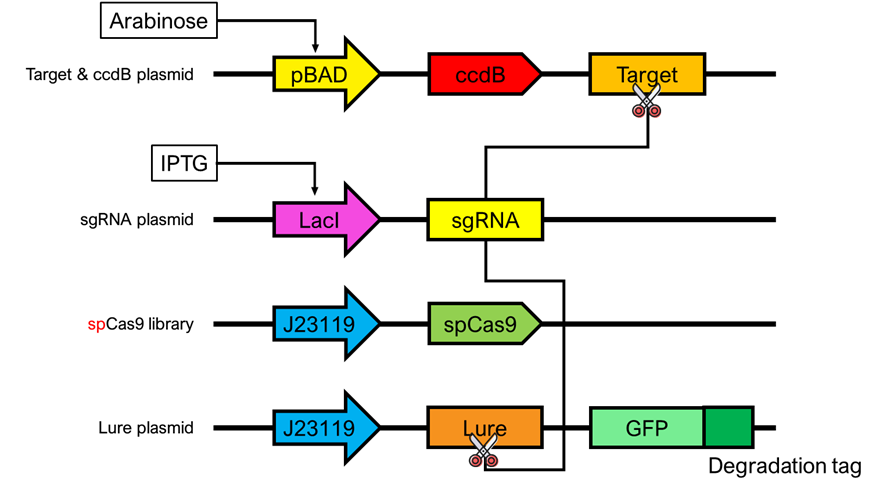 Arabinose
Target & ccdB plasmid
pBAD
ccdB
Target
IPTG
sgRNA plasmid
LacI
sgRNA
spCas9 library
J23119
spCas9
Lure plasmid
J23119
Lure
GFP
Degradation tag